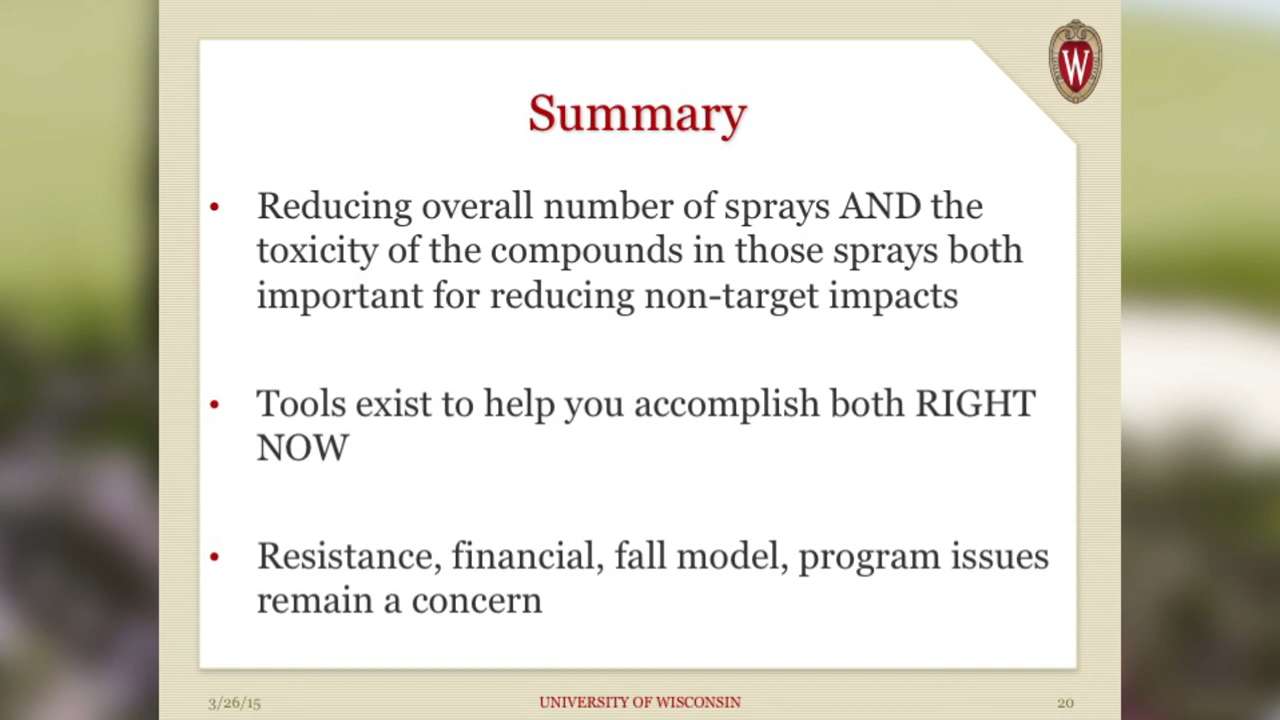 W
Summary
• Reducing overall number of sprays AND the
toxicity of the compounds in those sprays both
important for reducing non-target impacts
• Tools exist to help you accomplish both RIGHT
NOW
• Resistance, financial, fall model, program issues
remain a concern
3/26/15 UNIVERSITY OF WISCONSIN 20